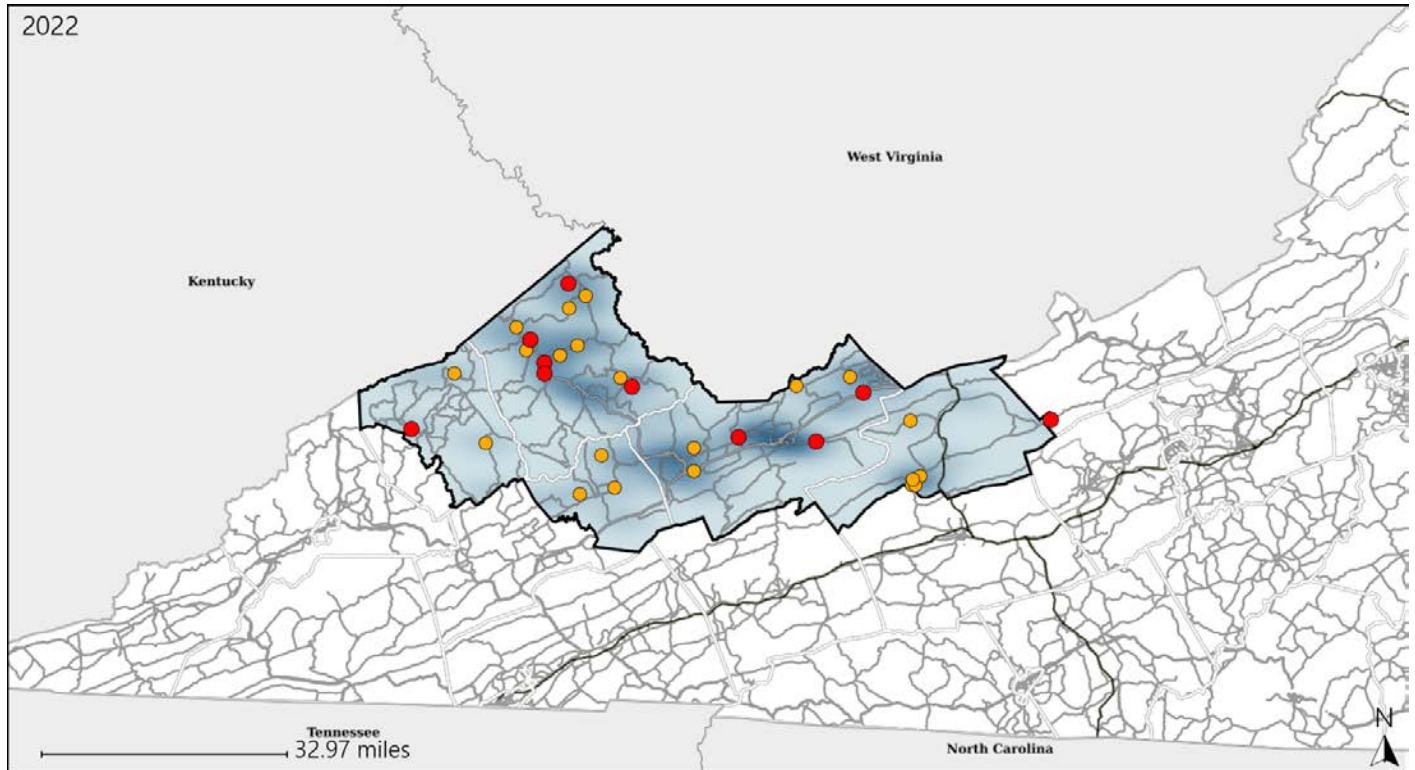 2022
West Virginia
Kentucky
Tennessee
32.97 miles
North Carolina
N